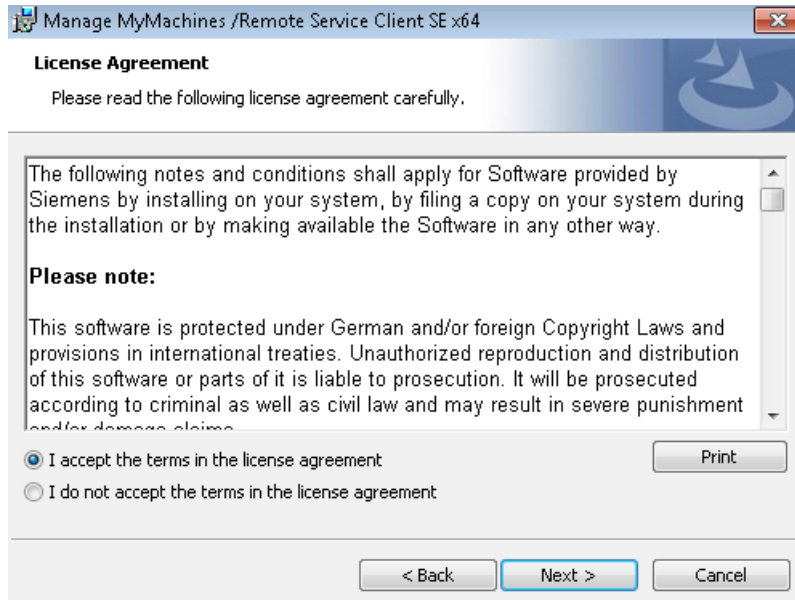 Manage MyMachines /Remote Service Client SE x64
License Agreement
Please read the following license agreement carefully.
The following notes and conditions shall apply for Software provided by
Siemens by installing on your system, by filing a copy on your system during
the installation or by making available the Software in any other way.
Please note:
This software is protected under German and/or foreign Copyright Laws and
provisions in international treaties. Unauthorized reproduction and distribution
of this software or parts of it is liable to prosecution. It will be prosecuted
according to criminal as well as civil law and may result in severe punishment
and/or damage claims.
I accept the terms in the license agreement
Print
I do not accept the terms in the license agreement
< Back
Next >
Cancel